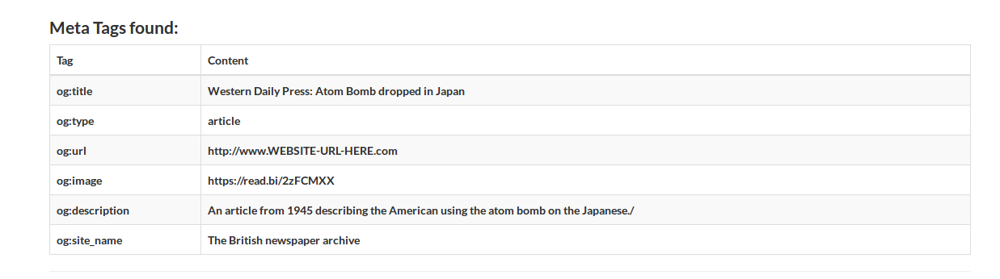 Meta Tags found:
Tag Content
og:title Western Daily Press: Atom Bomb dropped in Japan
og:type article
og:url http://www.WEBSITE-URL-HERE.com
og:image https://read.bi/2zFCMXX
og:description An article from 1945 describing the American using the atom bomb on the Japanese./
og:site_name The British newspaper archive